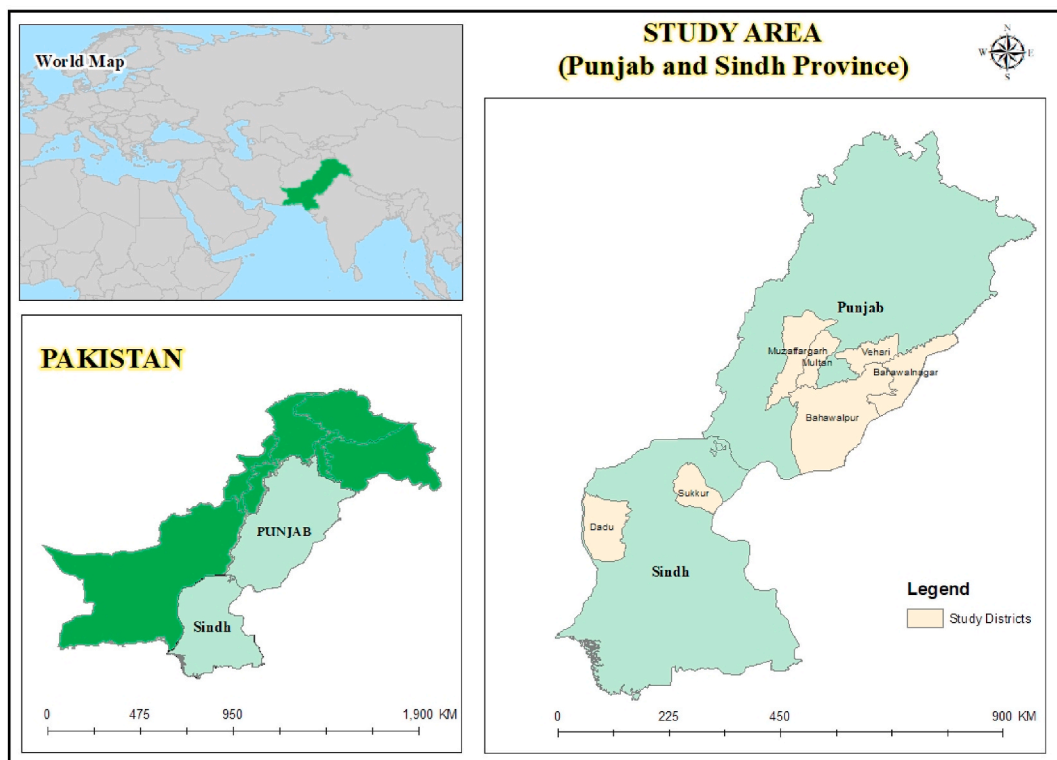 World Map
STUDY AREA
(Punjab and Sindh Province)
N
W E
S
PAKISTAN
PUNJAB
Sindh
0 475 950 1,900 KM
Punjab
Muzaffargarh
Multan
Vehari
Bahawalnagar
Bahawalpur
Sukkur
Dadu
Sindh
Legend
Study Districts
0 225 450 900 KM